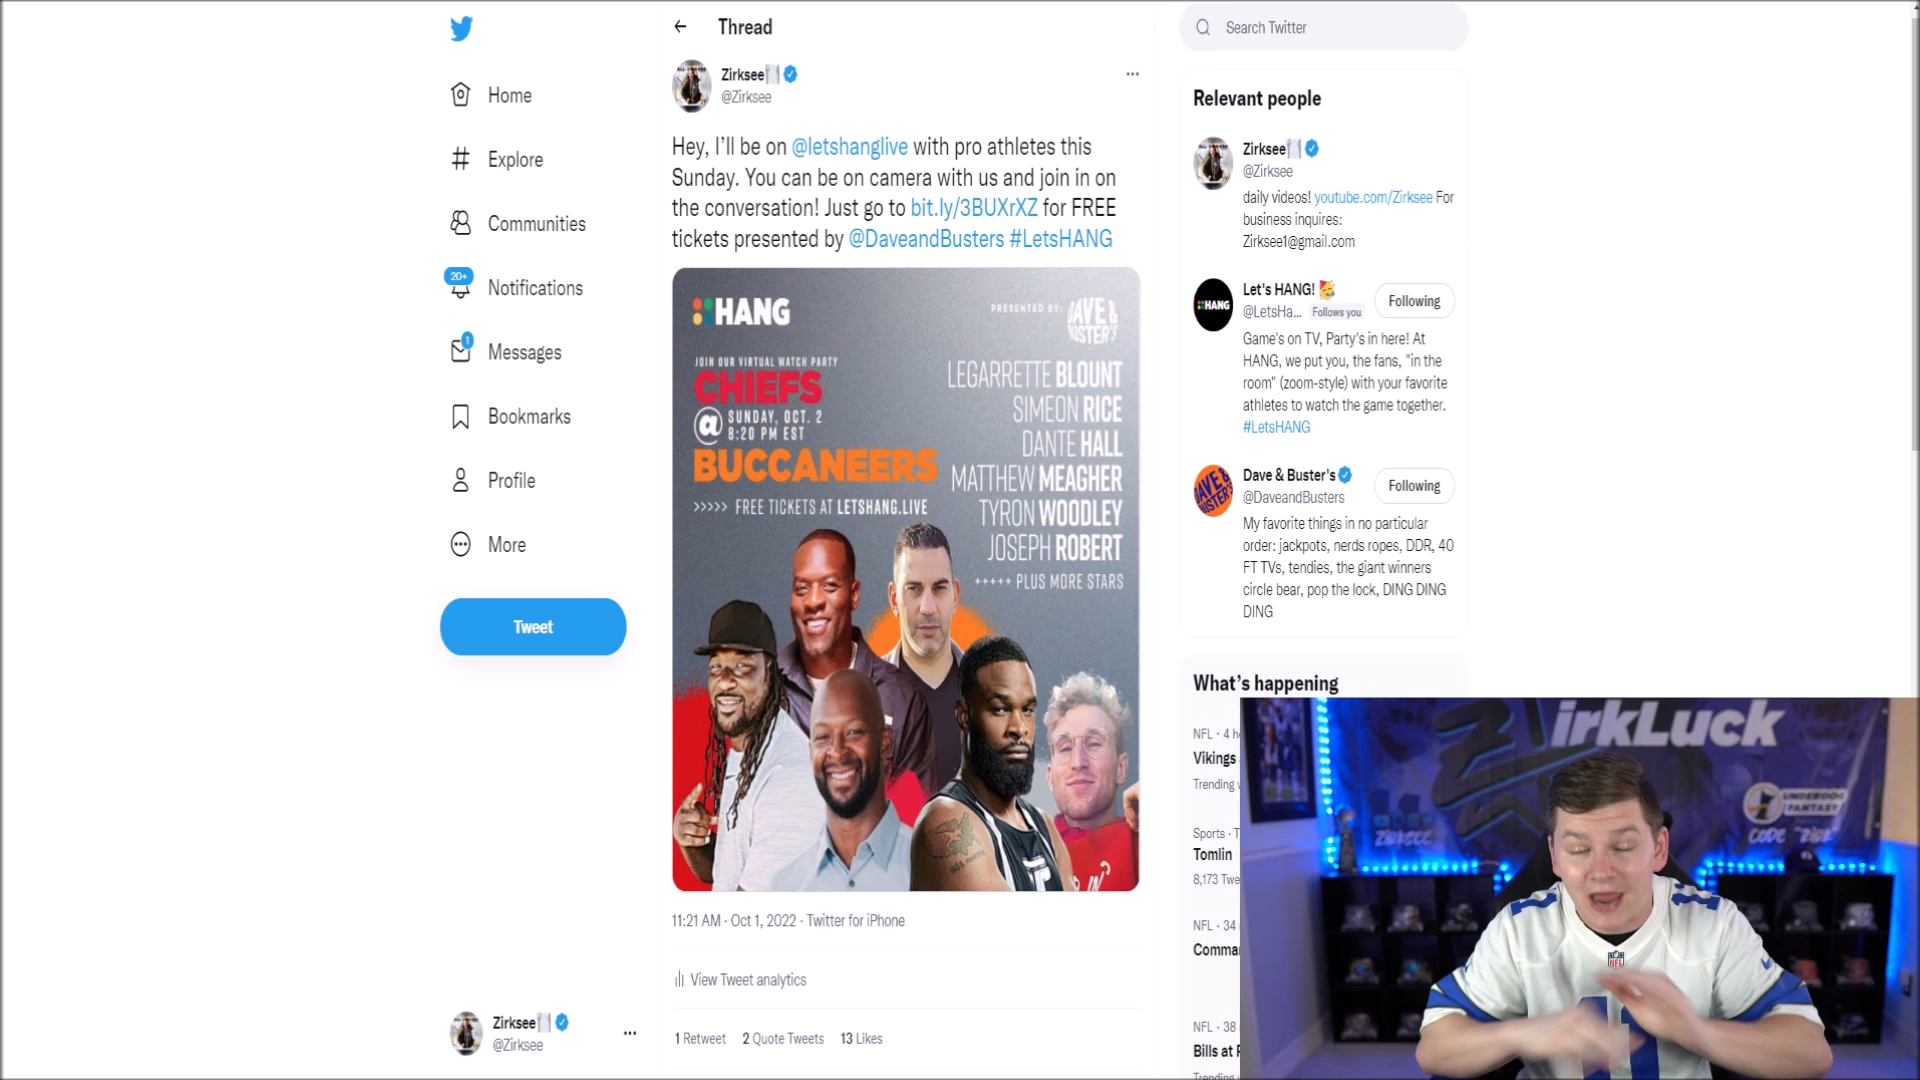 Home
Explore
Communities
20+
Notifications
1
Messages
Bookmarks
Profile
More
Tweet
Zirksee
@Zirksee
Thread
Zirksee
@Zirksee
Hey, I'll be on @letshanglive with pro athletes this
Sunday. You can be on camera with us and join in on
the conversation! Just go to bit.ly/3BUXrXZ for FREE
tickets presented by @DaveandBusters #LetsHANG
HANG
PRESENTED BY:
DAVE &
BUSTER'S
JOIN OUR VIRTUAL WATCH PARTY
CHIEFS
@ SUNDAY, OCT. 2
8:20 PM EST
BUCCANEERS
>>>>> FREE TICKETS AT LETSHANG.LIVE
LEGARRETTE BLOUNT
SIMEON RICE
DANTE HALL
MATTHEW MEAGHER
TYRON WOODLEY
JOSEPH ROBERT
+++++ PLUS MORE STARS
11:21 AM · Oct 1, 2022 · Twitter for iPhone
View Tweet analytics
1 Retweet 2 Quote Tweets 13 Likes
Search Twitter
Relevant people
Zirksee
@Zirksee
daily videos! youtube.com/Zirksee For
business inquires:
Zirksee1@gmail.com
HANG
Let's HANG!
@LetsHa... Follows you
Following
Game's on TV, Party's in here! At
HANG, we put you, the fans, "in the
room" (zoom-style) with your favorite
athletes to watch the game together.
#LetsHANG
DAVE &
BUSTER'S
Dave & Buster's
@DaveandBusters
Following
My favorite things in no particular
order: jackpots, nerds ropes, DDR, 40
FT TVs, tendies, the giant winners
circle bear, pop the lock, DING DING
DING
What's happening
NFL · 4 h
Vikings
Trending
Sports · T
Tomlin
8,173 Twe
NFL · 34
Comma
NFL · 38
Bills at
Trending
ZirkLuck
ZIRKSEE
UNDERDOG
FANTASY
CODE "ZIRK"
NFL